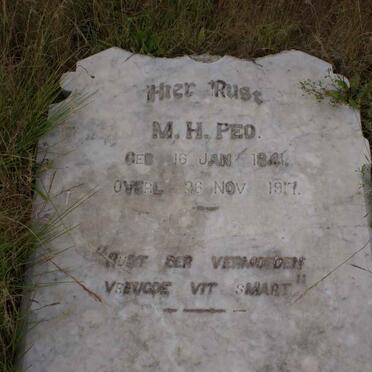 Hier Rust
M. H. PEO.
GEB 16 JAN 1841.
OVERL 26 NOV 1917.
"RUST DER VERMOEIDEN
VREUGDE UIT SMART."